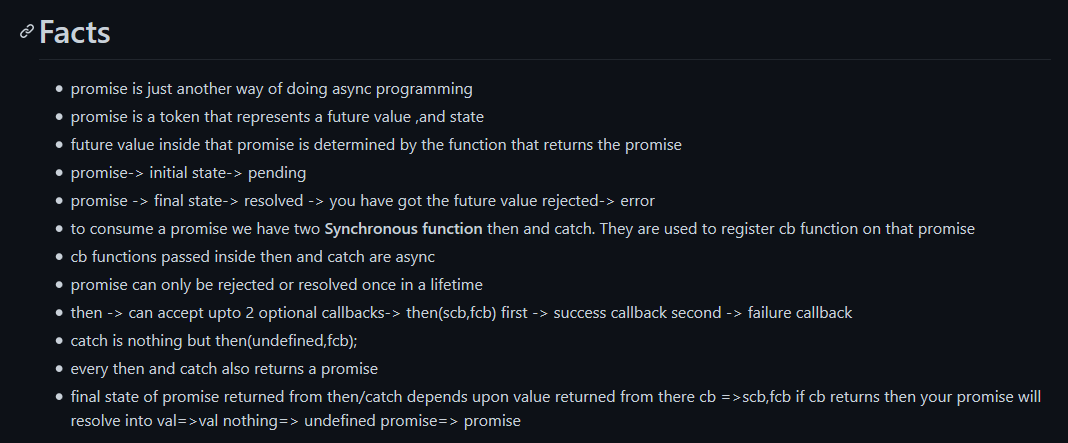 Facts
promise is just another way of doing async programming
promise is a token that represents a future value ,and state
future value inside that promise is determined by the function that returns the promise
promise-> initial state-> pending
promise -> final state-> resolved -> you have got the future value rejected-> error
to consume a promise we have two Synchronous function then and catch. They are used to register cb function on that promise
cb functions passed inside then and catch are async
promise can only be rejected or resolved once in a lifetime
then -> can accept upto 2 optional callbacks-> then(scb,fcb) first -> success callback second -> failure callback
catch is nothing but then(undefined,fcb);
every then and catch also returns a promise
final state of promise returned from then/catch depends upon value returned from there cb =>scb,fcb if cb returns then your promise will
resolve into val=>val nothing=> undefined promise=> promise